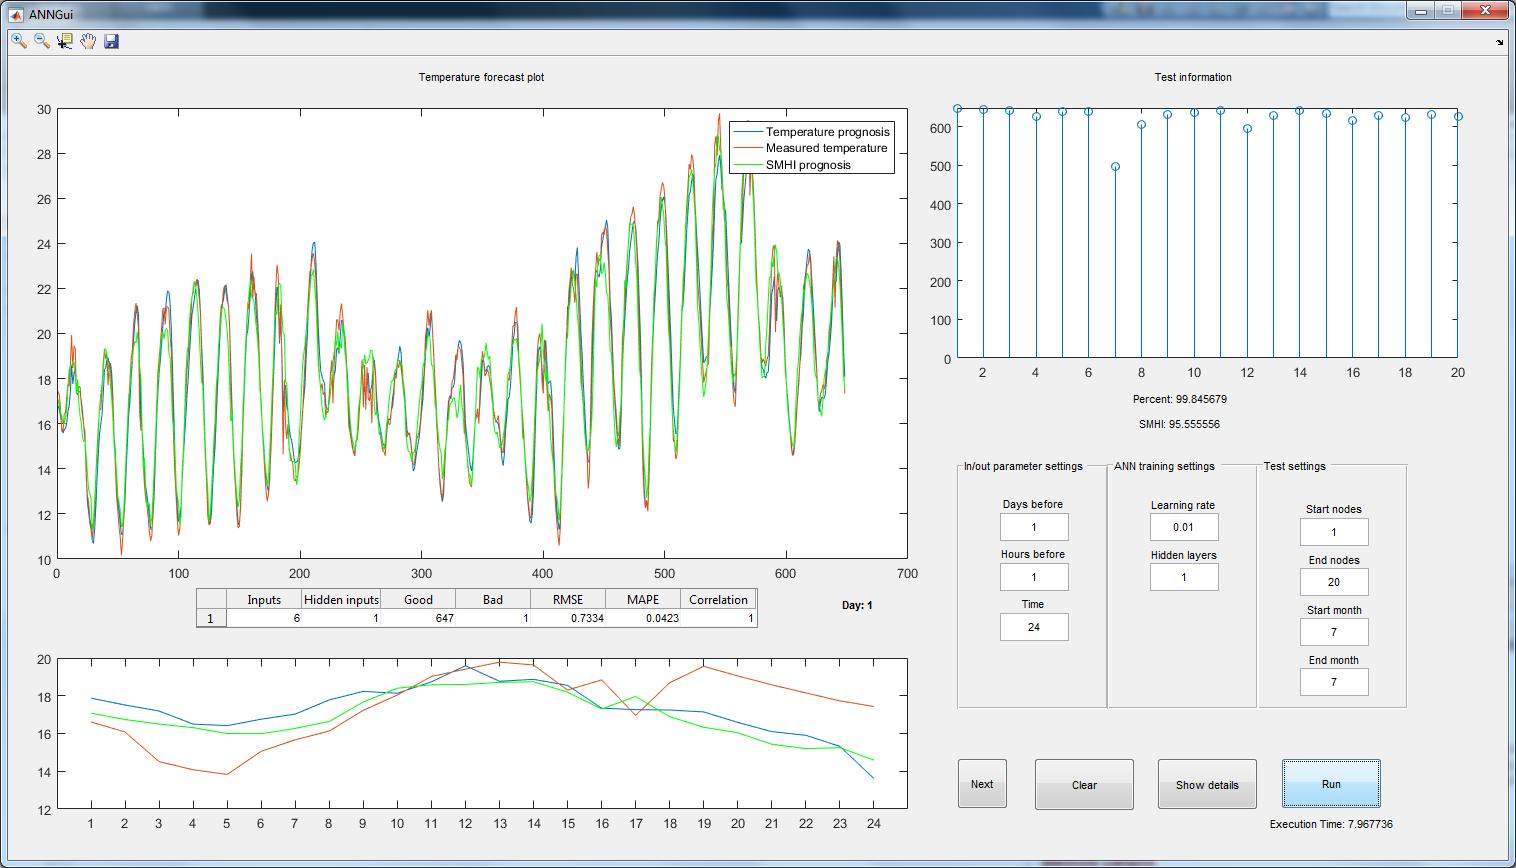 ANNGui
Temperature forecast plot
30
28
26
24
22
20
18
16
14
12
10
0 100 200 300 400 500 600 700
Temperature prognosis
Measured temperature
SMHI prognosis
Inputs Hidden inputs Good Bad RMSE MAPE Correlation
1 6 1 647 1 0.7334 0.0423 1
Day: 1
20
18
16
14
12
1 2 3 4 5 6 7 8 9 10 11 12 13 14 15 16 17 18 19 20 21 22 23 24
Test information
600
500
400
300
200
100
0
2 4 6 8 10 12 14 16 18 20
Percent: 99.845679
SMHI: 95.555556
In/out parameter settings
Days before
1
Hours before
1
Time
24
ANN training settings
Learning rate
0.01
Hidden layers
1
Test settings
Start nodes
1
End nodes
20
Start month
7
End month
7
Next
Clear
Show details
Run
Execution Time: 7.967736